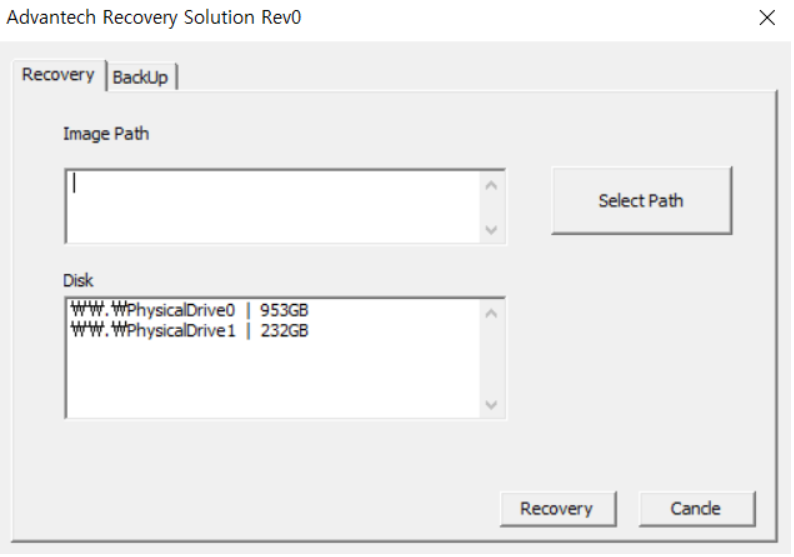 Advantech Recovery Solution Rev0
Recovery
BackUp
Image Path
Select Path
Disk
₩₩.₩PhysicalDrive0 | 953GB
₩₩.₩PhysicalDrive1 | 232GB
Recovery
Cancle